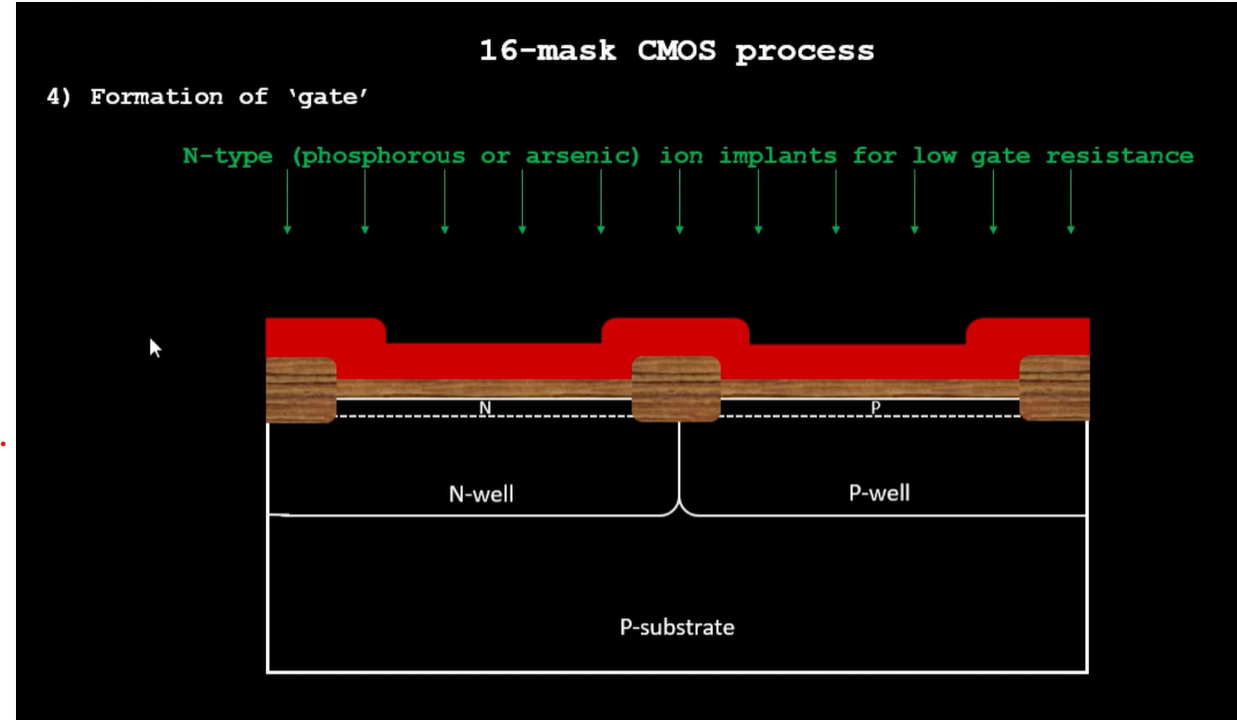 16-mask CMOS process
4) Formation of ‘gate’
N-type (phosphorous or arsenic) ion implants for low gate resistance
N
P
N-well
P-well
P-substrate